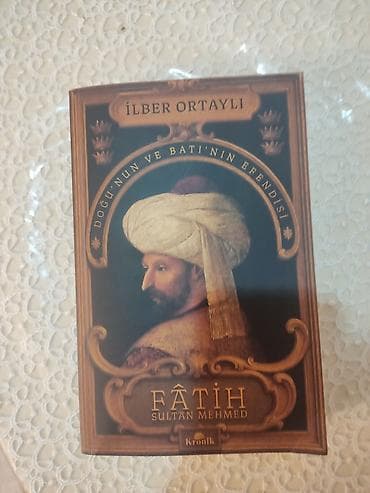 İLBER ORTAYLI
DOĞU'NUN VE BATI'NIN EFENDİSİ
FÂTİH
SULTAN MEHMED
Kronik